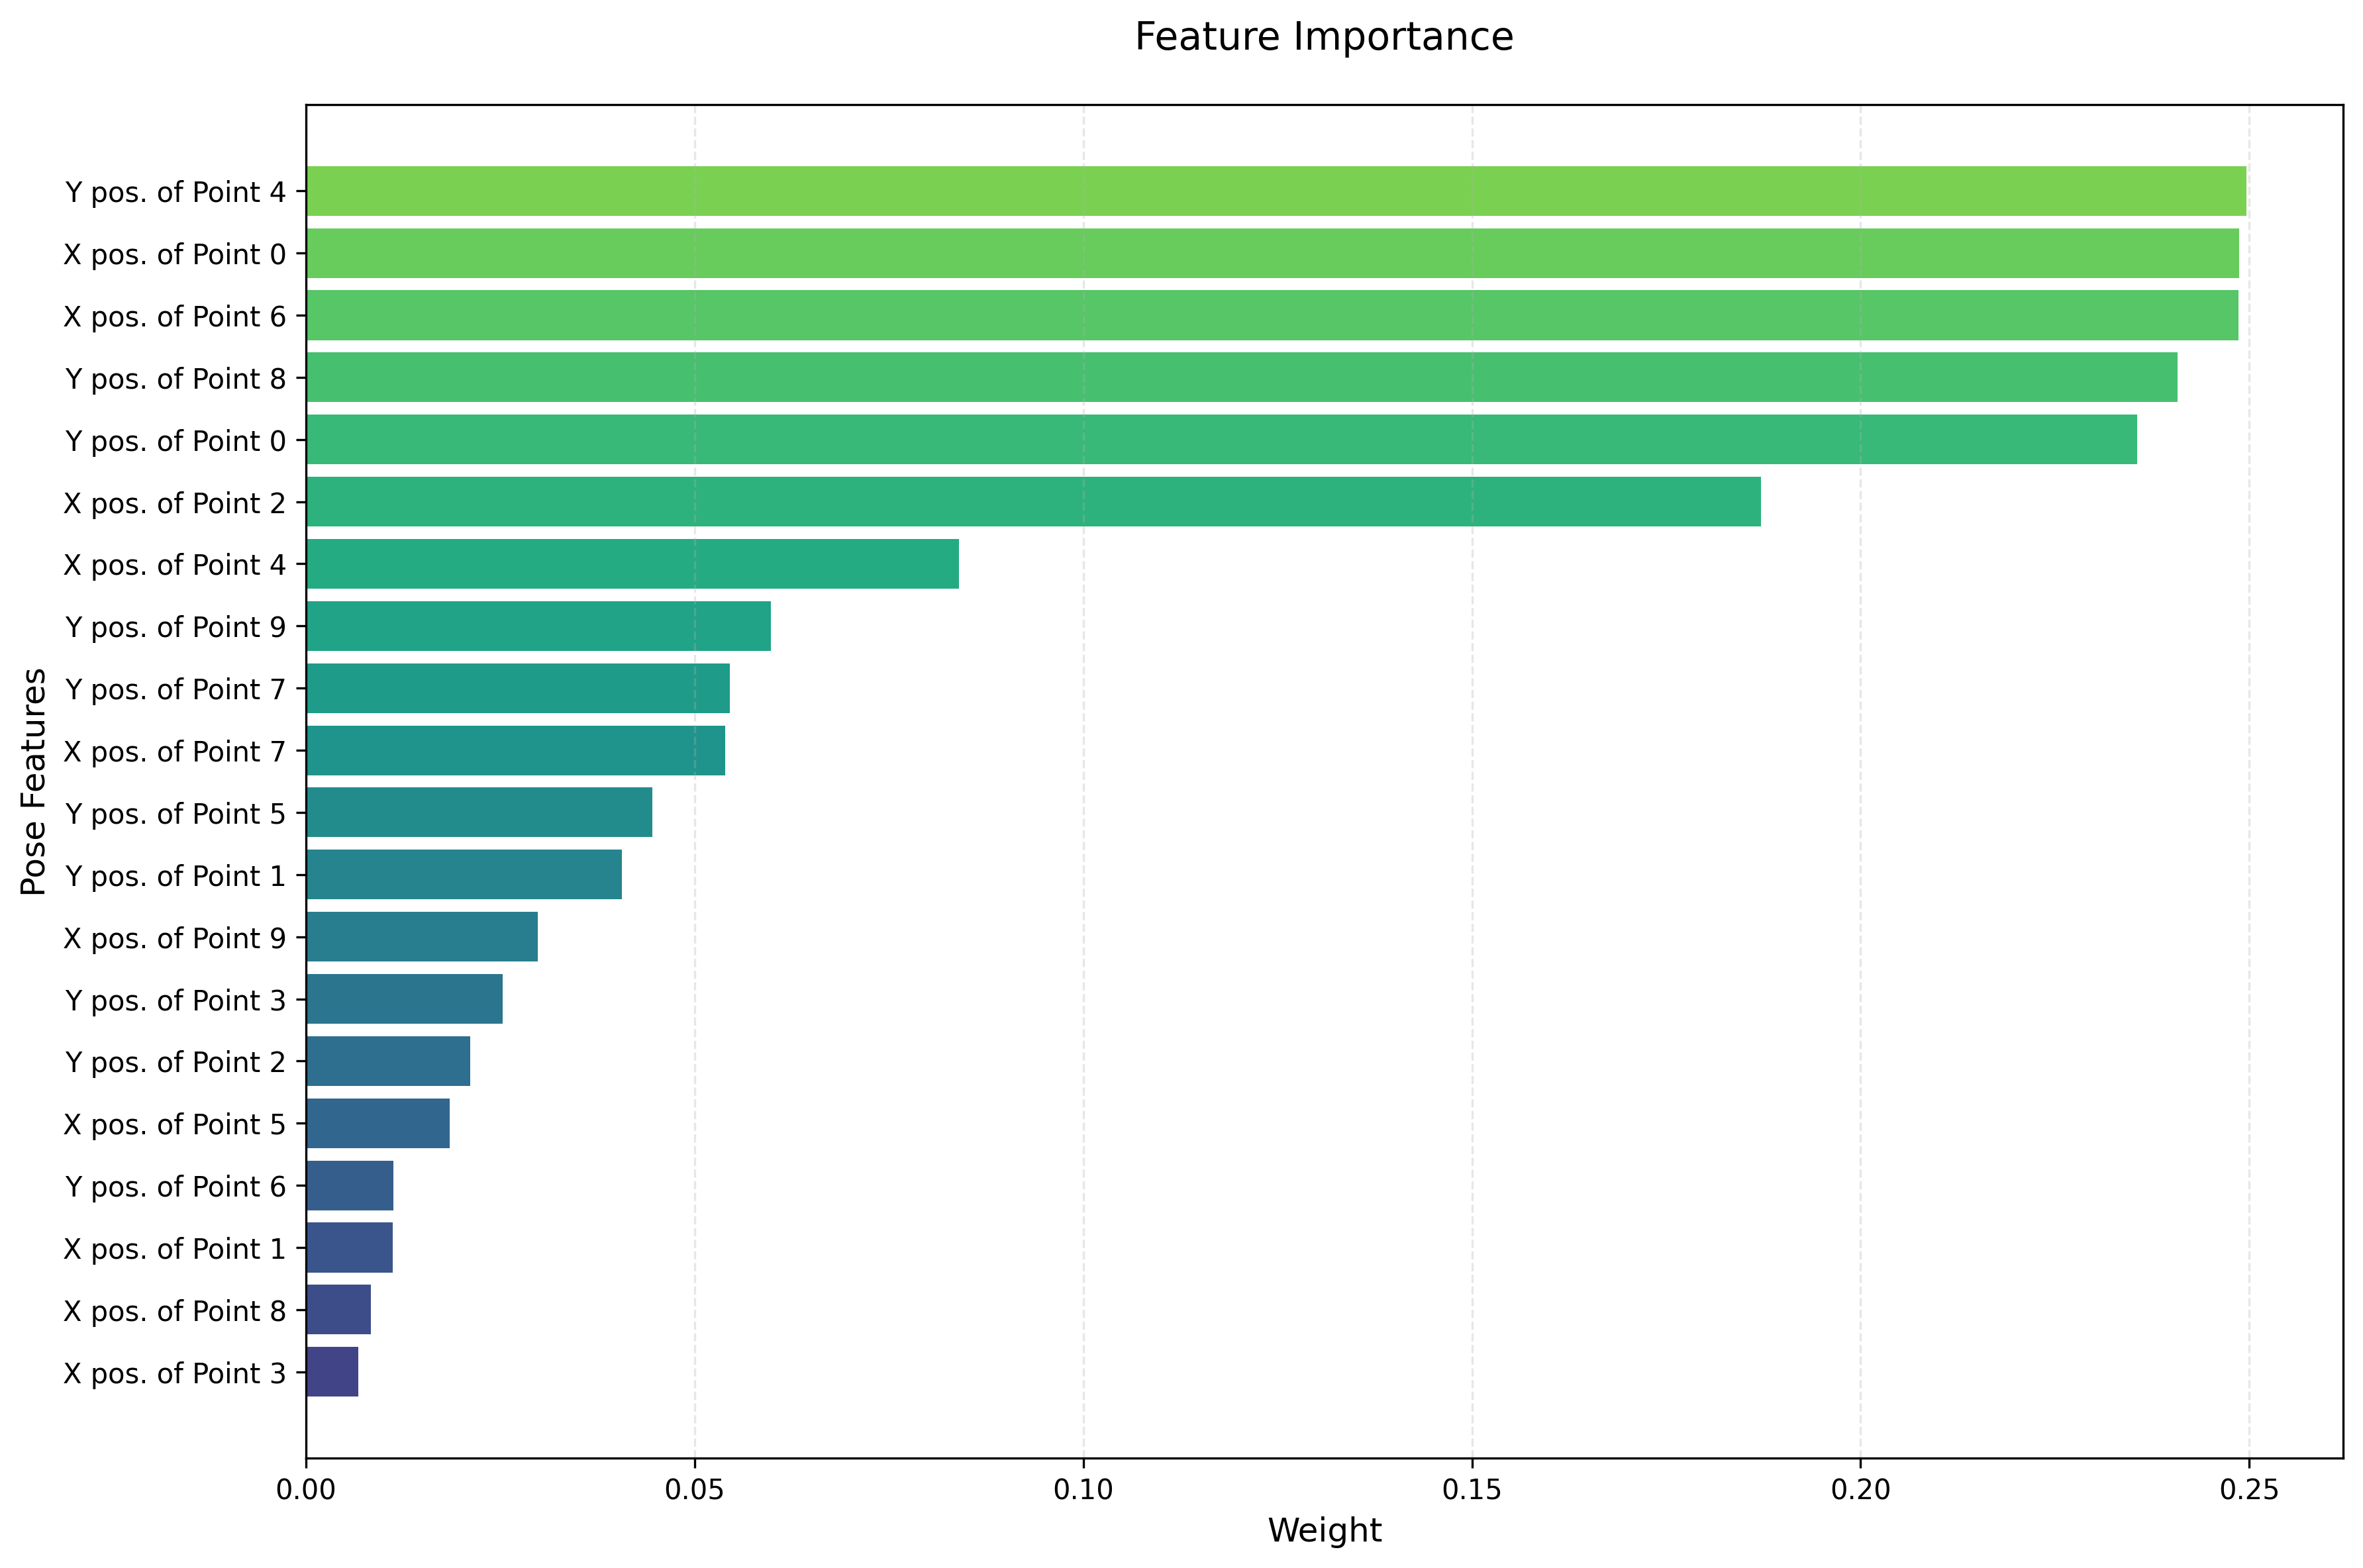 Feature Importance
Y pos. of Point 4
X pos. of Point 0
X pos. of Point 6
Y pos. of Point 8
Y pos. of Point 0
X pos. of Point 2
X pos. of Point 4
Y pos. of Point 9
Y pos. of Point 7
X pos. of Point 7
Y pos. of Point 5
Y pos. of Point 1
X pos. of Point 9
Y pos. of Point 3
Y pos. of Point 2
X pos. of Point 5
Y pos. of Point 6
X pos. of Point 1
X pos. of Point 8
X pos. of Point 3
Pose Features
0.00 0.05 0.10 0.15 0.20 0.25
Weight